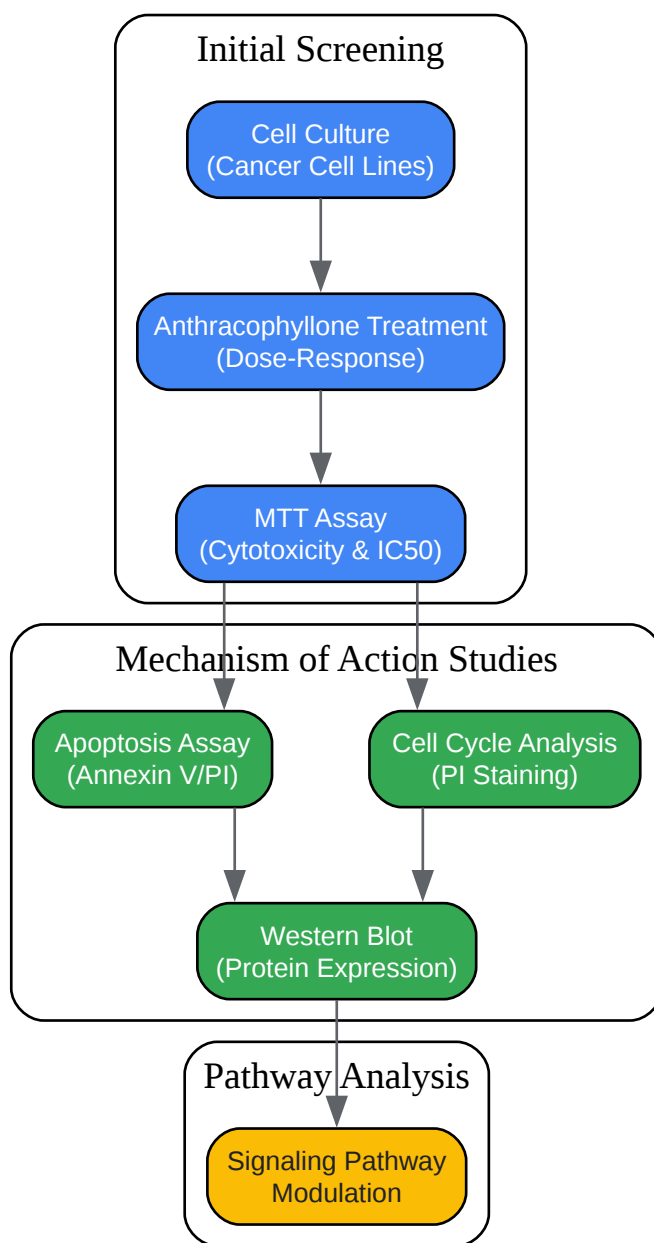 Initial Screening
Cell Culture
(Cancer Cell Lines)
Anthracophyllone Treatment
(Dose-Response)
MTT Assay
(Cytotoxicity & IC50)
Mechanism of Action Studies
Apoptosis Assay
(Annexin V/PI)
Cell Cycle Analysis
(PI Staining)
Western Blot
(Protein Expression)
Pathway Analysis
Signaling Pathway
Modulation